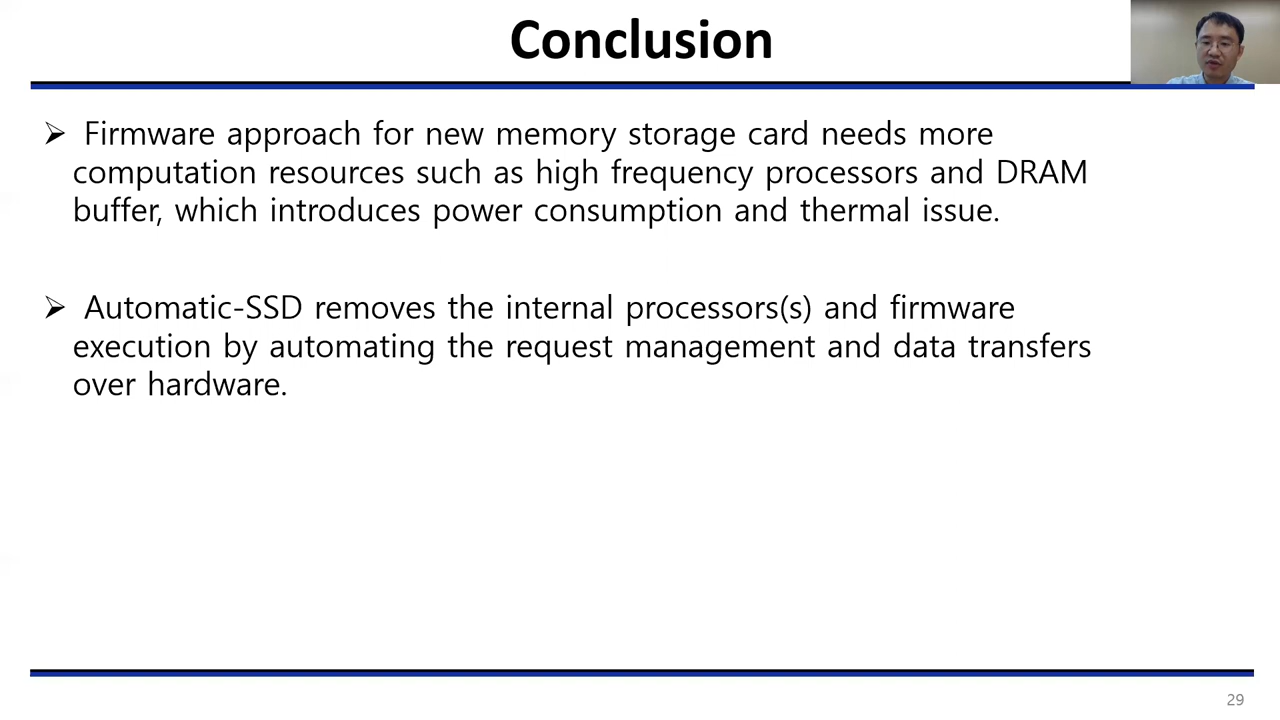 Conclusion
➢ Firmware approach for new memory storage card needs more
computation resources such as high frequency processors and DRAM
buffer, which introduces power consumption and thermal issue.
➢ Automatic-SSD removes the internal processors(s) and firmware
execution by automating the request management and data transfers
over hardware.
29